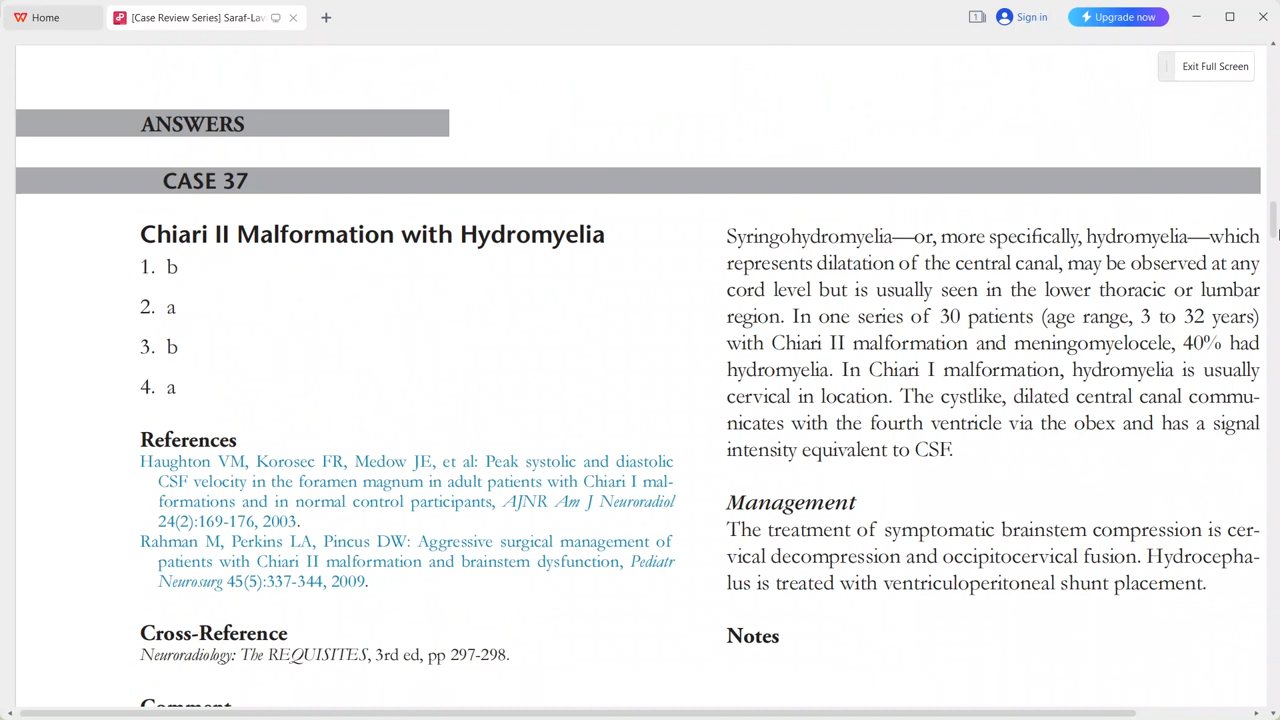 Home
[Case Review Series] Saraf-Lav
1
Sign in
Upgrade now
Exit Full Screen
ANSWERS
CASE 37
Chiari II Malformation with Hydromyelia
1. b
2. a
3. b
4. a
References
Haughton VM, Korosec FR, Medow JE, et al: Peak systolic and diastolic
CSF velocity in the foramen magnum in adult patients with Chiari I mal-
formations and in normal control participants, AJNR Am J Neuroradiol
24(2):169-176, 2003.
Rahman M, Perkins LA, Pincus DW: Aggressive surgical management of
patients with Chiari II malformation and brainstem dysfunction, Pediatr
Neurosurg 45(5):337-344, 2009.
Cross-Reference
Neuroradiology: The REQUISITES, 3rd ed, pp 297-298.
Comment
Syringohydromyelia—or, more specifically, hydromyelia—which
represents dilatation of the central canal, may be observed at any
cord level but is usually seen in the lower thoracic or lumbar
region. In one series of 30 patients (age range, 3 to 32 years)
with Chiari II malformation and meningomyelocele, 40% had
hydromyelia. In Chiari I malformation, hydromyelia is usually
cervical in location. The cystlike, dilated central canal commu-
nicates with the fourth ventricle via the obex and has a signal
intensity equivalent to CSF.
Management
The treatment of symptomatic brainstem compression is cer-
vical decompression and occipitocervical fusion. Hydrocepha-
lus is treated with ventriculoperitoneal shunt placement.
Notes